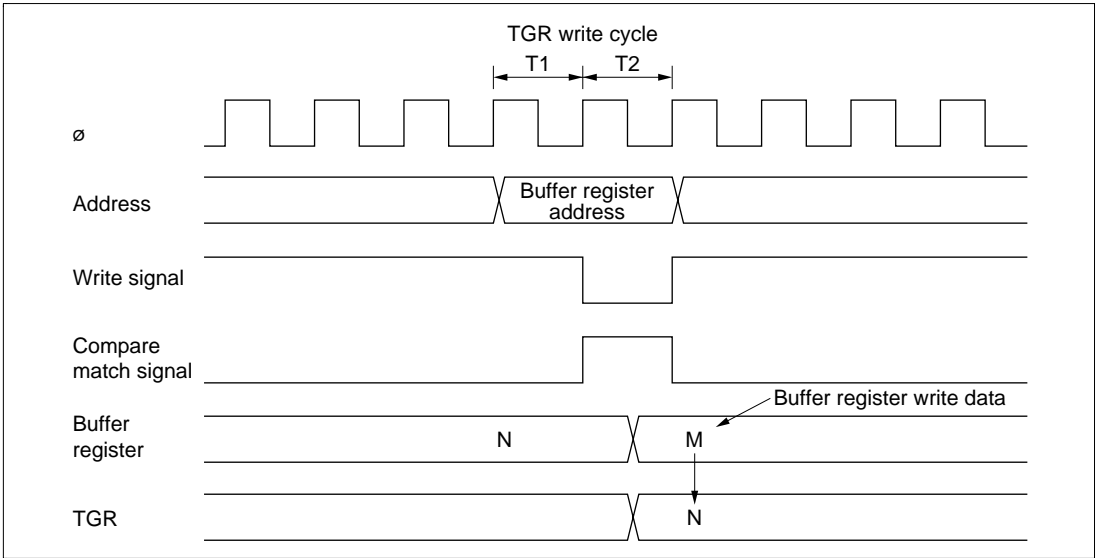 TGR write cycle
T1 T2
ø
Address
Buffer register
address
Write signal
Compare
match signal
Buffer register write data
Buffer
register
N M
TGR
N